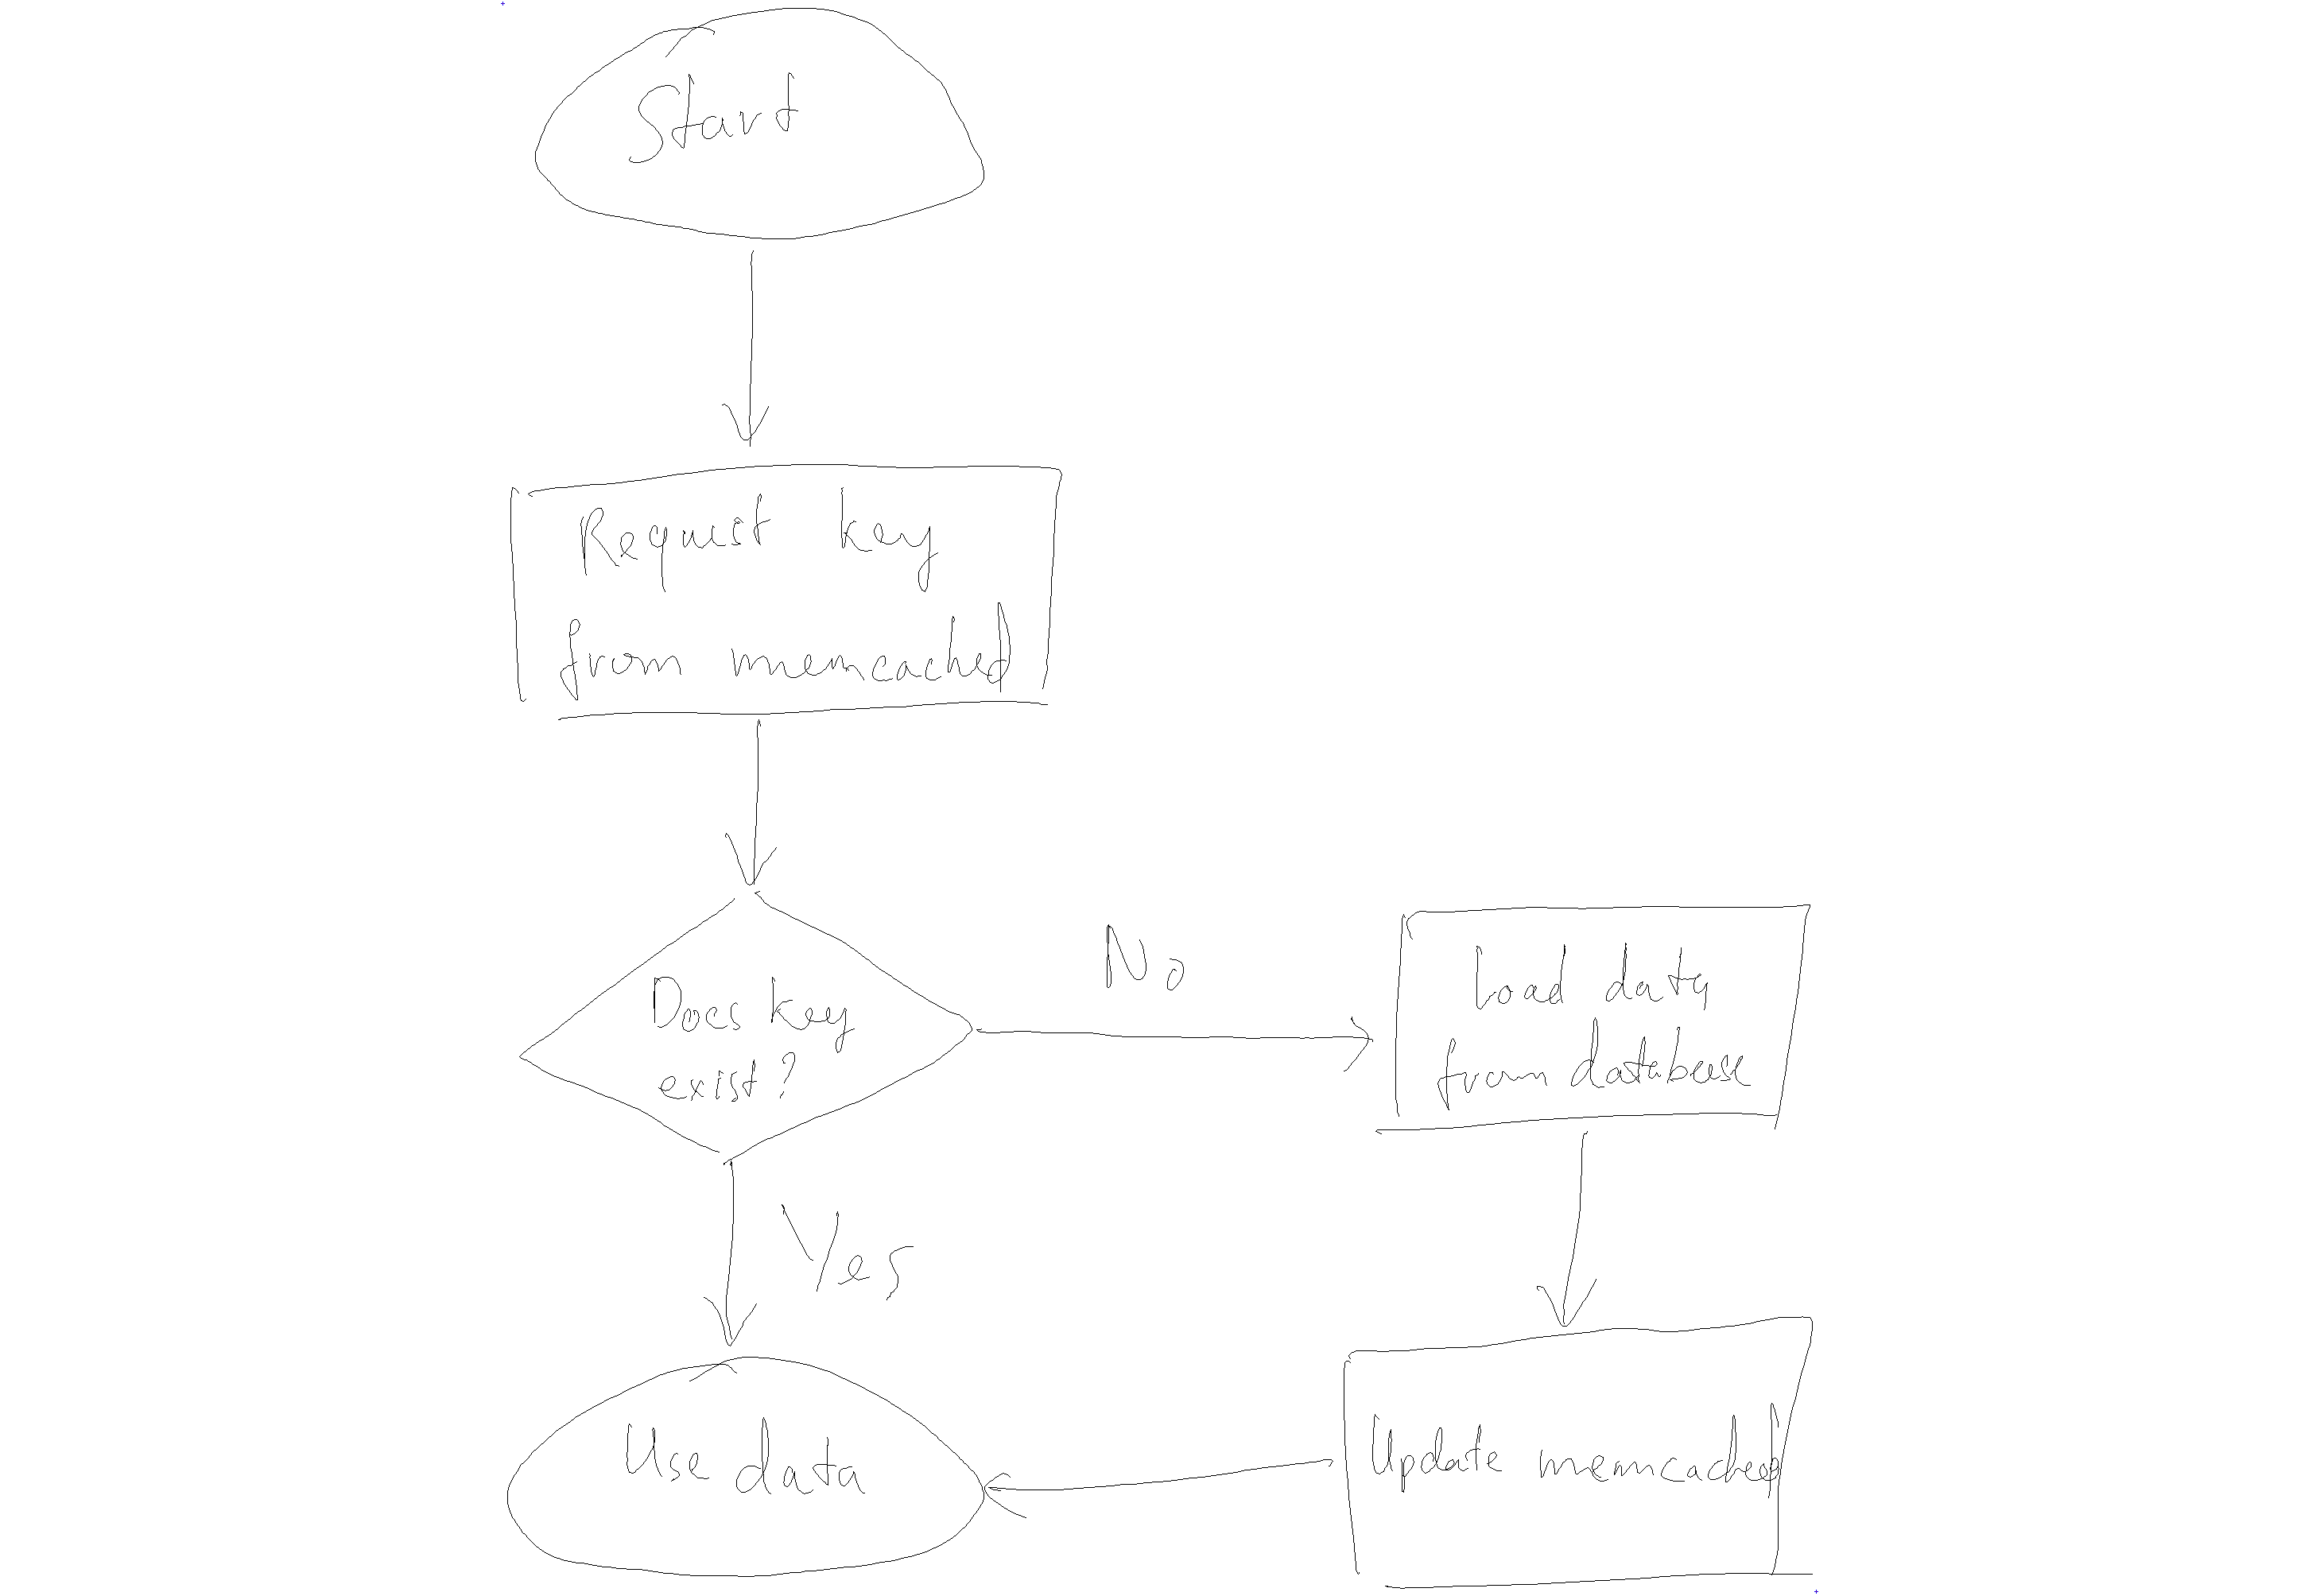 Start
Request key
from memcached
Does key
exist?
No
Load data
from database
Yes
Use data
Update memcached